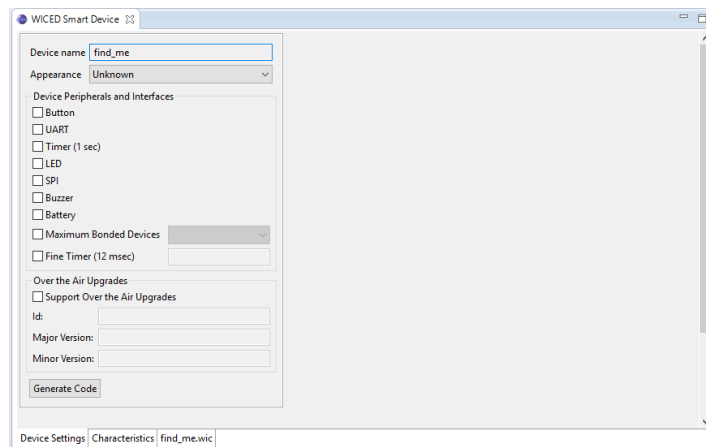 WICED Smart Device
Device name find_me
Appearance Unknown
Device Peripherals and Interfaces
Button
UART
Timer (1 sec)
LED
SPI
Buzzer
Battery
Maximum Bonded Devices
Fine Timer (12 msec)
Over the Air Upgrades
Support Over the Air Upgrades
Id:
Major Version:
Minor Version:
Generate Code
Device Settings Characteristics find_me.wic